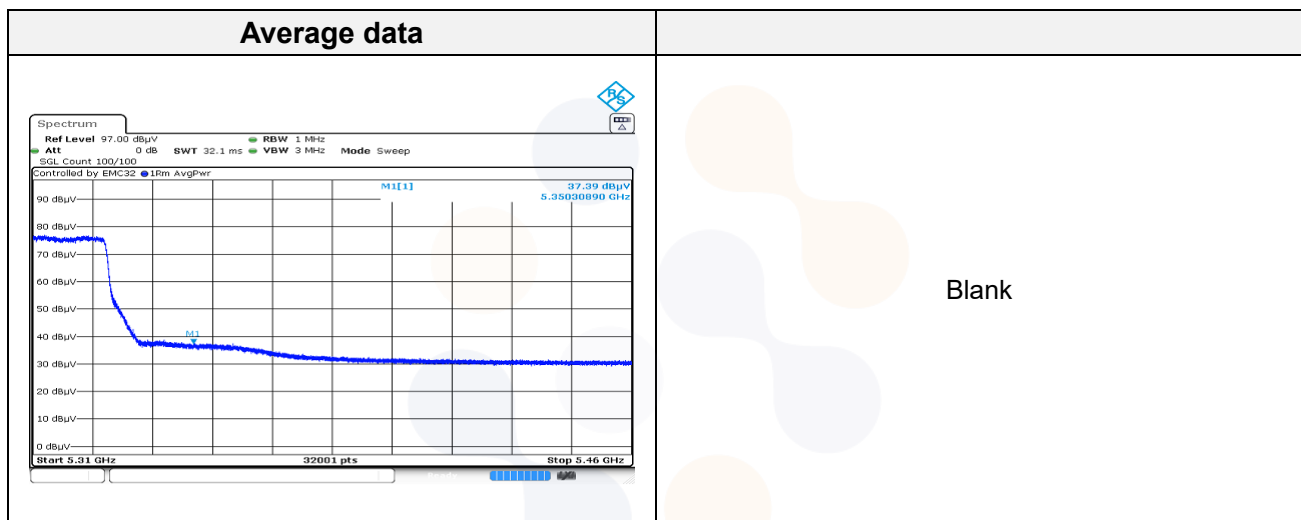 Average data
R&S
Spectrum
Ref Level 97.00 dBµV RBW 1 MHz
Att 0 dB SWT 32.1 ms VBW 3 MHz Mode Sweep
SGL Count 100/100
Controlled by EMC32 1Rm AvgPwr
M1[1] 37.39 dBµV
5.35030890 GHz
90 dBµV
80 dBµV
70 dBµV
60 dBµV
50 dBµV
40 dBµV
M1
30 dBµV
20 dBµV
10 dBµV
0 dBµV
Start 5.31 GHz 32001 pts Stop 5.46 GHz
Blank